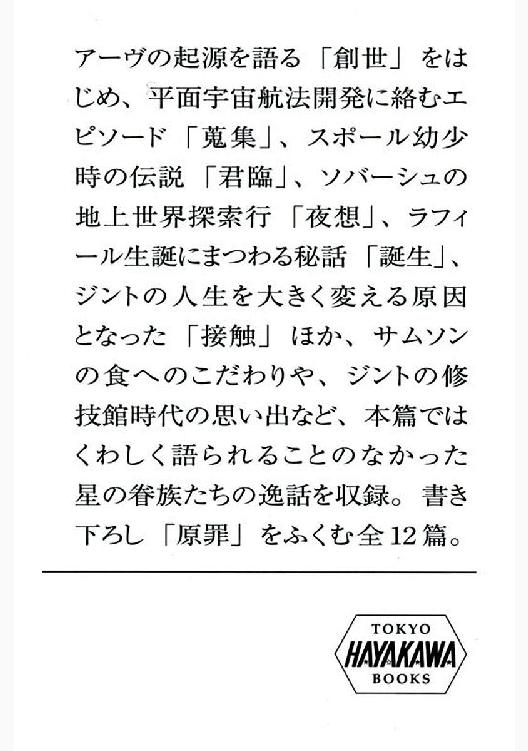 アーヴの起源を語る「創世」をは
じめ、平面宇宙航法開発に絡むエ
ピソード「蒐集」、スポール幼少
時の伝説「君臨」、ソバーシュの
地上世界探索行「夜想」、ラフィ
ール生誕にまつわる秘話「誕生」、
ジントの人生を大きく変える原因
となった「接触」ほか、サムソン
の食へのこだわりや、ジントの修
技館時代の思い出など、本篇では
くわしく語られることのなかった
星の眷族たちの逸話を収録。書き
下ろし「原罪」をふくむ全12篇。
TOKYO
HAYAKAWA
BOOKS